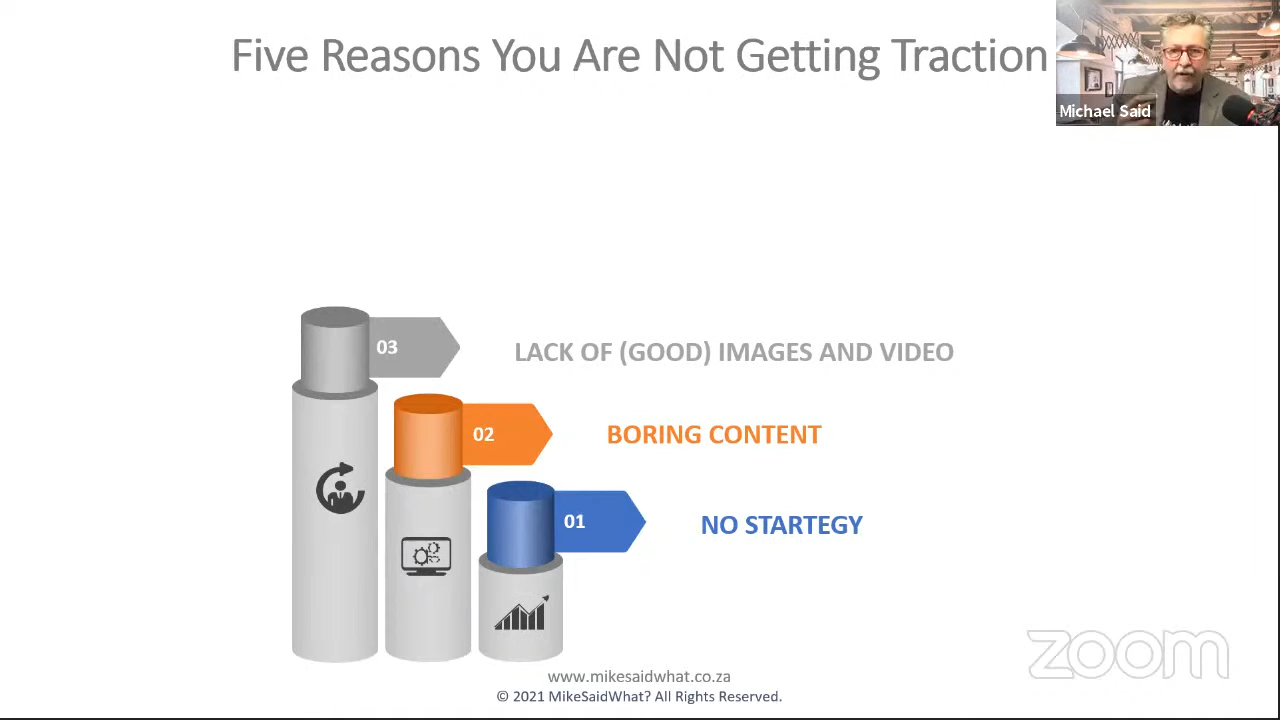 Five Reasons You Are Not Getting Traction
Michael Said
03
LACK OF (GOOD) IMAGES AND VIDEO
02
BORING CONTENT
01
NO STARTEGY
zoom
www.mikesaidwhat.co.za
© 2021 MikeSaidWhat? All Rights Reserved.